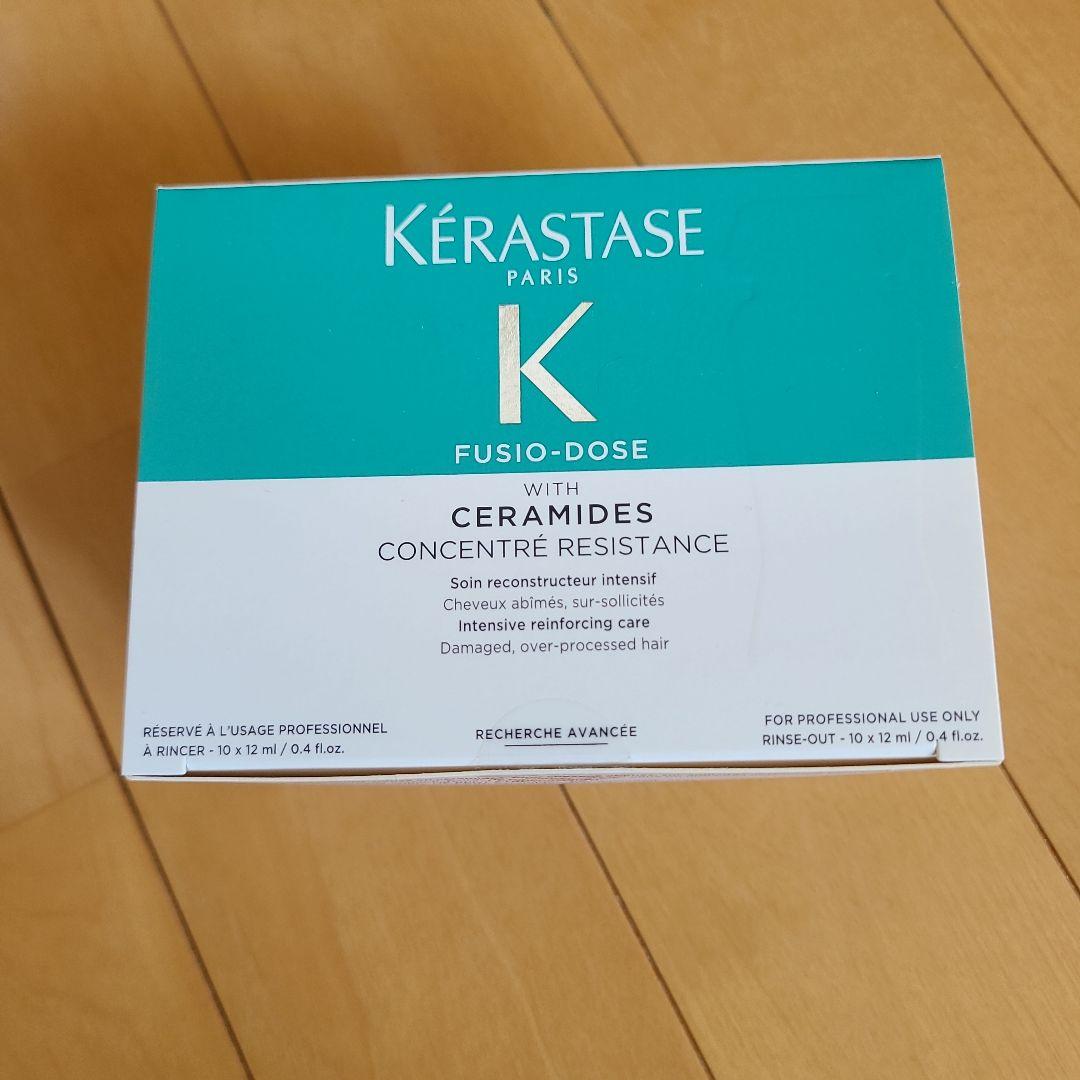 KÉRASTASE
PARIS
K
FUSIO-DOSE
WITH
CERAMIDES
CONCENTRÉ RESISTANCE
Soin reconstructeur intensif
Cheveux abîmés, sur-sollicités
Intensive reinforcing care
Damaged, over-processed hair
RÉSERVÉ À L'USAGE PROFESSIONNEL
À RINCER - 10 x 12 ml / 0.4 fl.oz.
RECHERCHE AVANCÉE
FOR PROFESSIONAL USE ONLY
RINSE-OUT - 10 x 12 ml / 0.4 fl.oz.